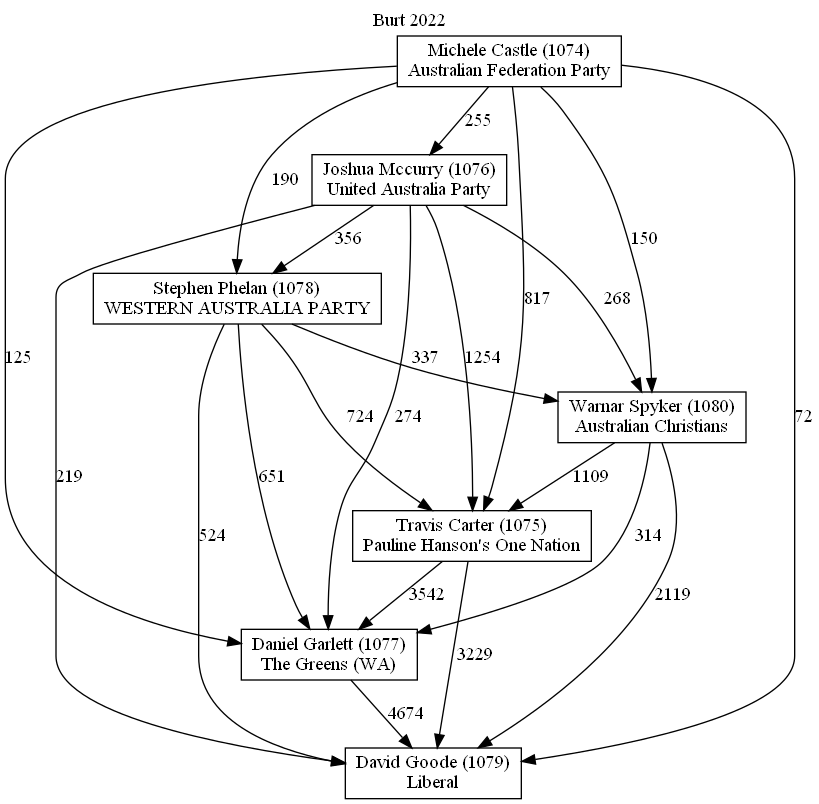 Burt 2022
Michele Castle (1074)
Australian Federation Party
255
Joshua Mccurry (1076)
United Australia Party
190
356
150
Stephen Phelan (1078)
WESTERN AUSTRALIA PARTY
268
817
125
337
1254
72
Warnar Spyker (1080)
Australian Christians
724
274
219
651
1109
Travis Carter (1075)
Pauline Hanson's One Nation
524
314
3542
2119
Daniel Garlett (1077)
The Greens (WA)
3229
4674
David Goode (1079)
Liberal